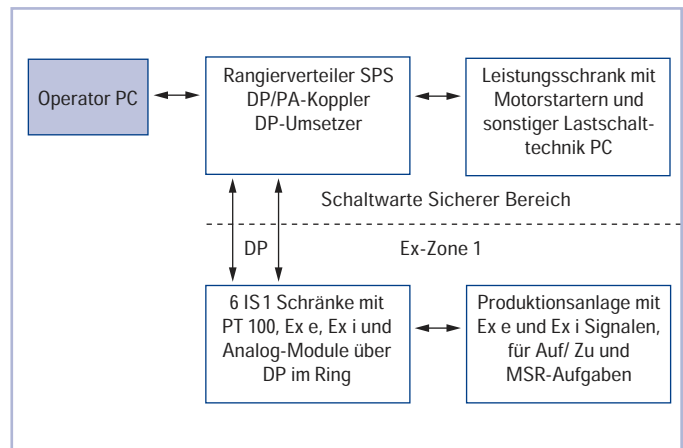 Operator PC
Rangierverteiler SPS
DP/PA-Koppler
DP-Umsetzer
Leistungsschrank mit
Motorstartern und
sonstiger Lastschalt-
technik PC
Schaltwarte Sicherer Bereich
DP
Ex-Zone 1
6 IS1 Schränke mit
PT 100, Ex e, Ex i und
Analog-Module über
DP im Ring
Produktionsanlage mit
Ex e und Ex i Signalen,
für Auf/ Zu und
MSR-Aufgaben